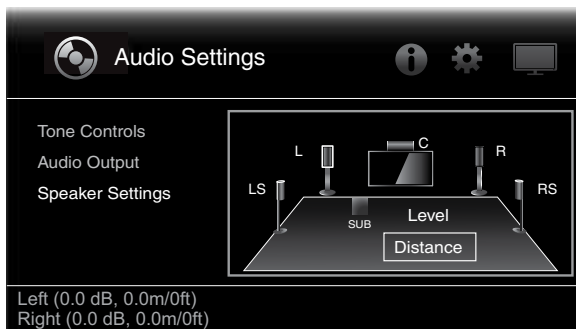 Audio Settings
Tone Controls
Audio Output
Speaker Settings
L
C
R
LS
RS
SUB
Level
Distance
Left (0.0 dB, 0.0m/0ft)
Right (0.0 dB, 0.0m/0ft)